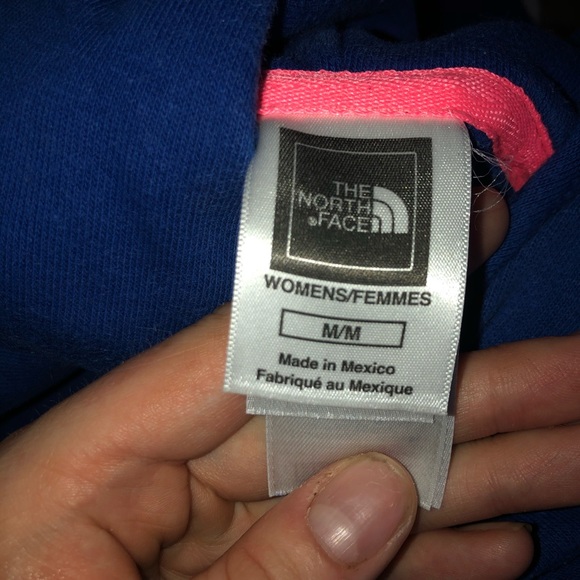 THE
NORTH
FACE
WOMENS/FEMMES
M/M
Made in Mexico
Fabriqué au Mexique